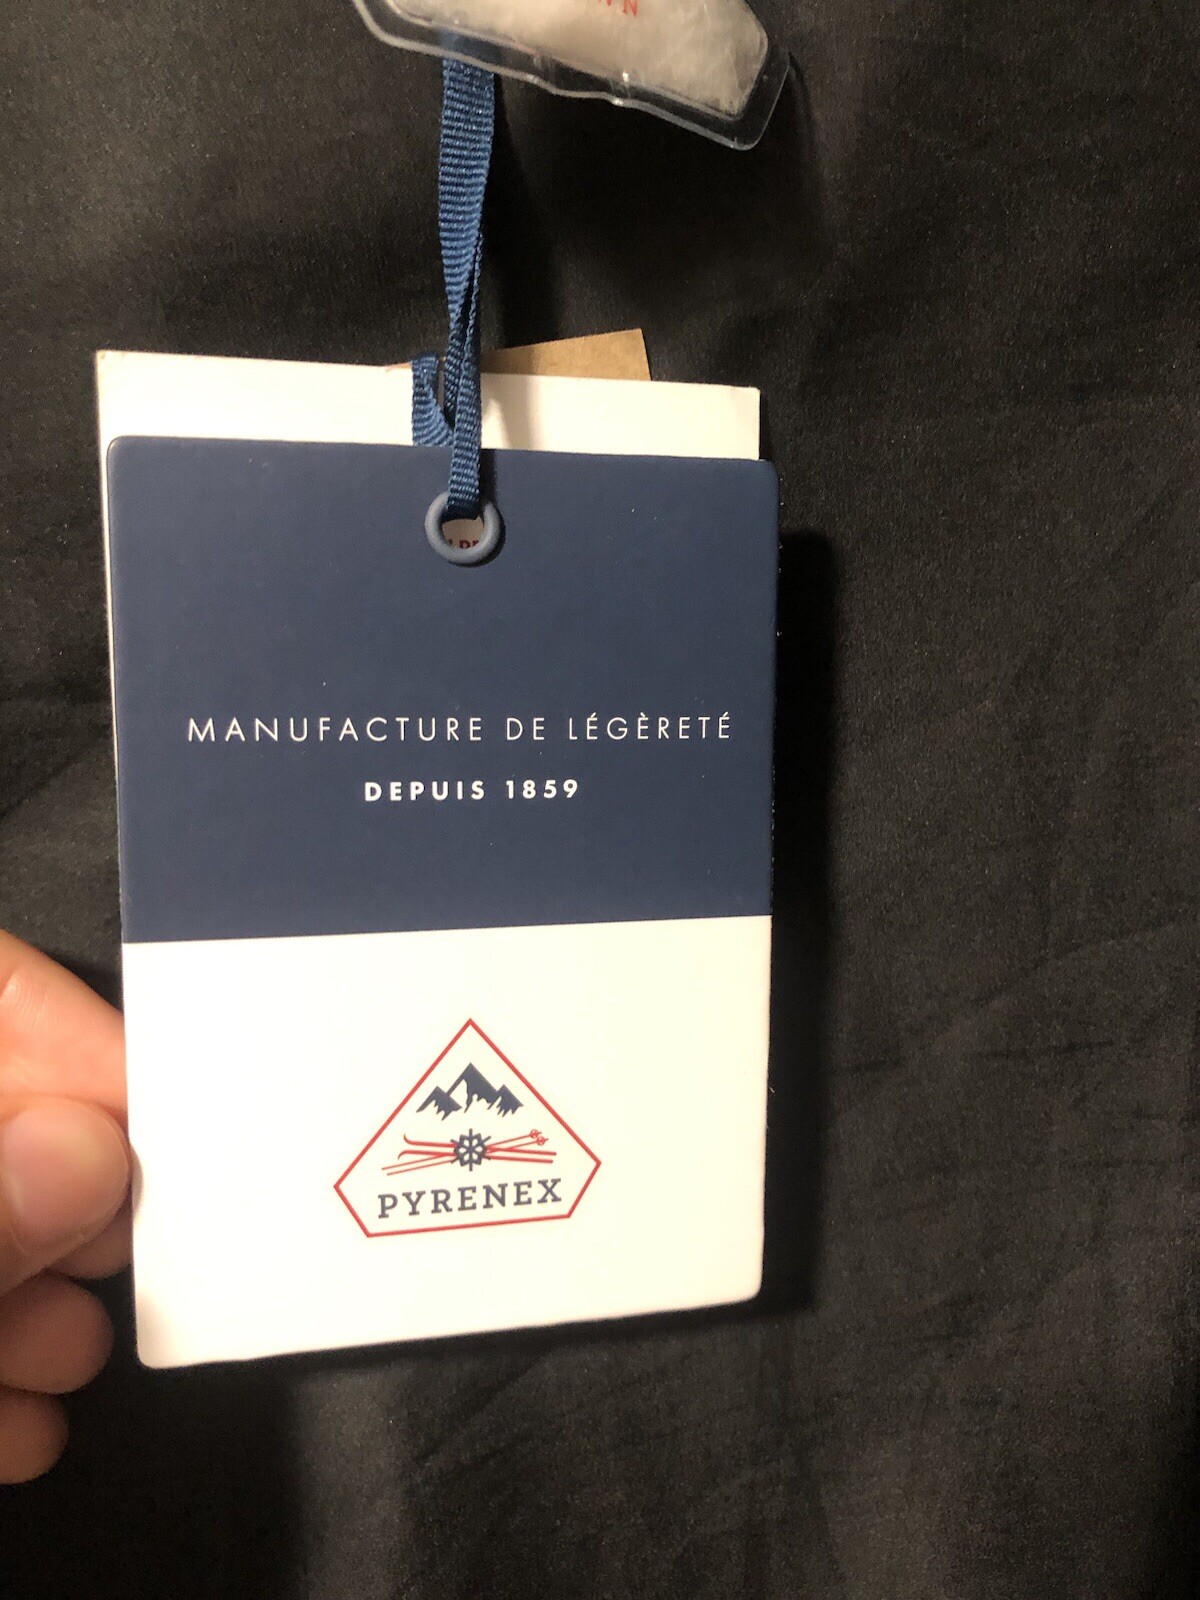 MANUFACTURE DE LÉGÈRETÉ
DEPUIS 1859
PYRENEX